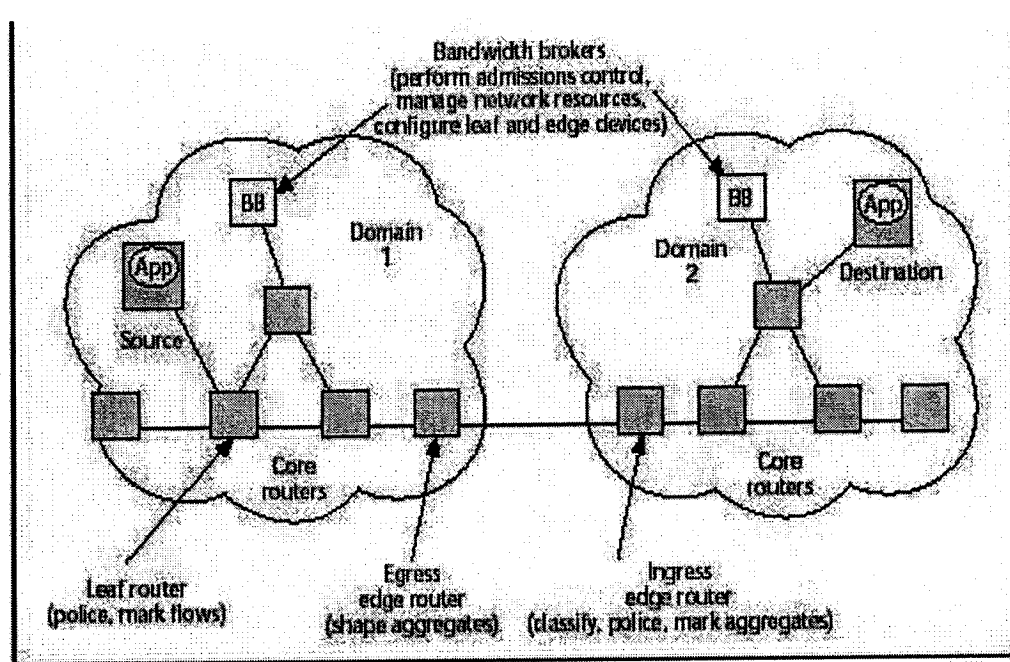 Bandwidth brokers
(perform admissions control,
manage network resources,
configure leaf and edge devices)
BB
BB
App
Domain
1
App
Domain
2
Destination
Source
Core
routers
Core
routers
Leaf router
(police, mark flows)
Egress
edge router
(shape aggregates)
Ingress
edge router
(classify, police, mark aggregates)